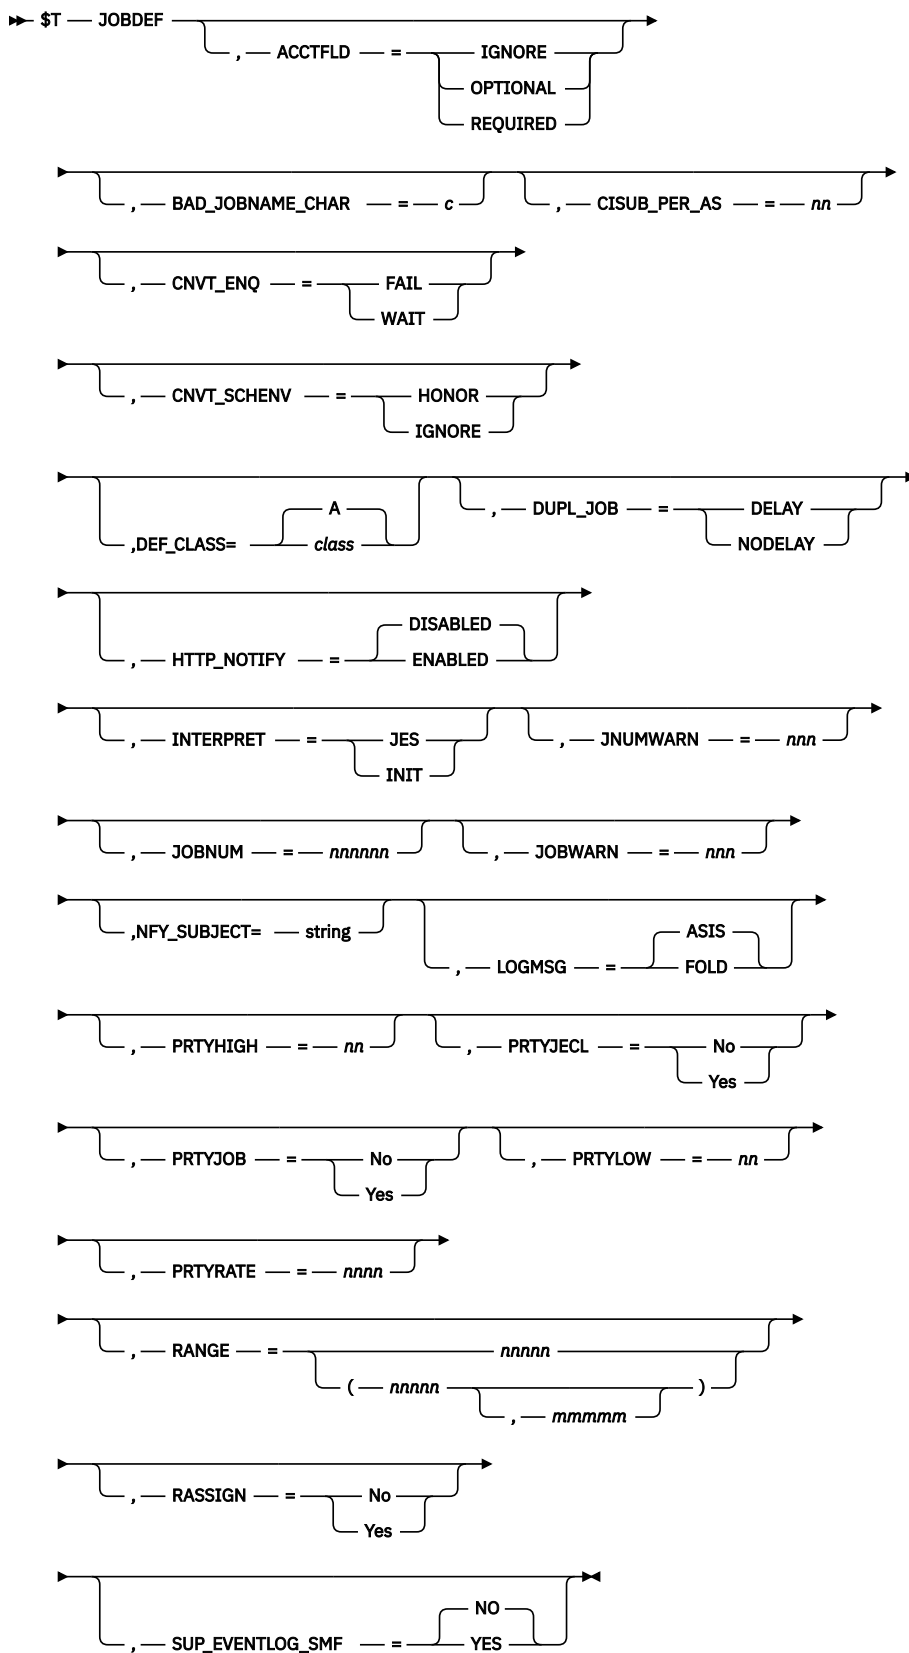 $T JOBDEF
, ACCTFLD = IGNORE
OPTIONAL
REQUIRED
, BAD_JOBNAME_CHAR = c , CISUB_PER_AS = nn
, CNVT_ENQ = FAIL
WAIT
, CNVT_SCHENV = HONOR
IGNORE
, DUPL_JOB = DELAY
A
,DEF_CLASS= class NODELAY
DISABLED
, HTTP_NOTIFY = ENABLED
, INTERPRET = JES , JNUMWARN = nnn
INIT
, JOBNUM = nnnnnn , JOBWARN = nnn
,NFY_SUBJECT= string ASIS
, LOGMSG = FOLD
, PRTYHIGH = nn , PRTYJECL = No
Yes
, PRTYJOB = No , PRTYLOW = nn
Yes
, PRTYRATE = nnnn
, RANGE = nnnnn
( nnnnn )
, mmmmm
, RASSIGN = No
Yes
NO
, SUP_EVENTLOG_SMF = YES